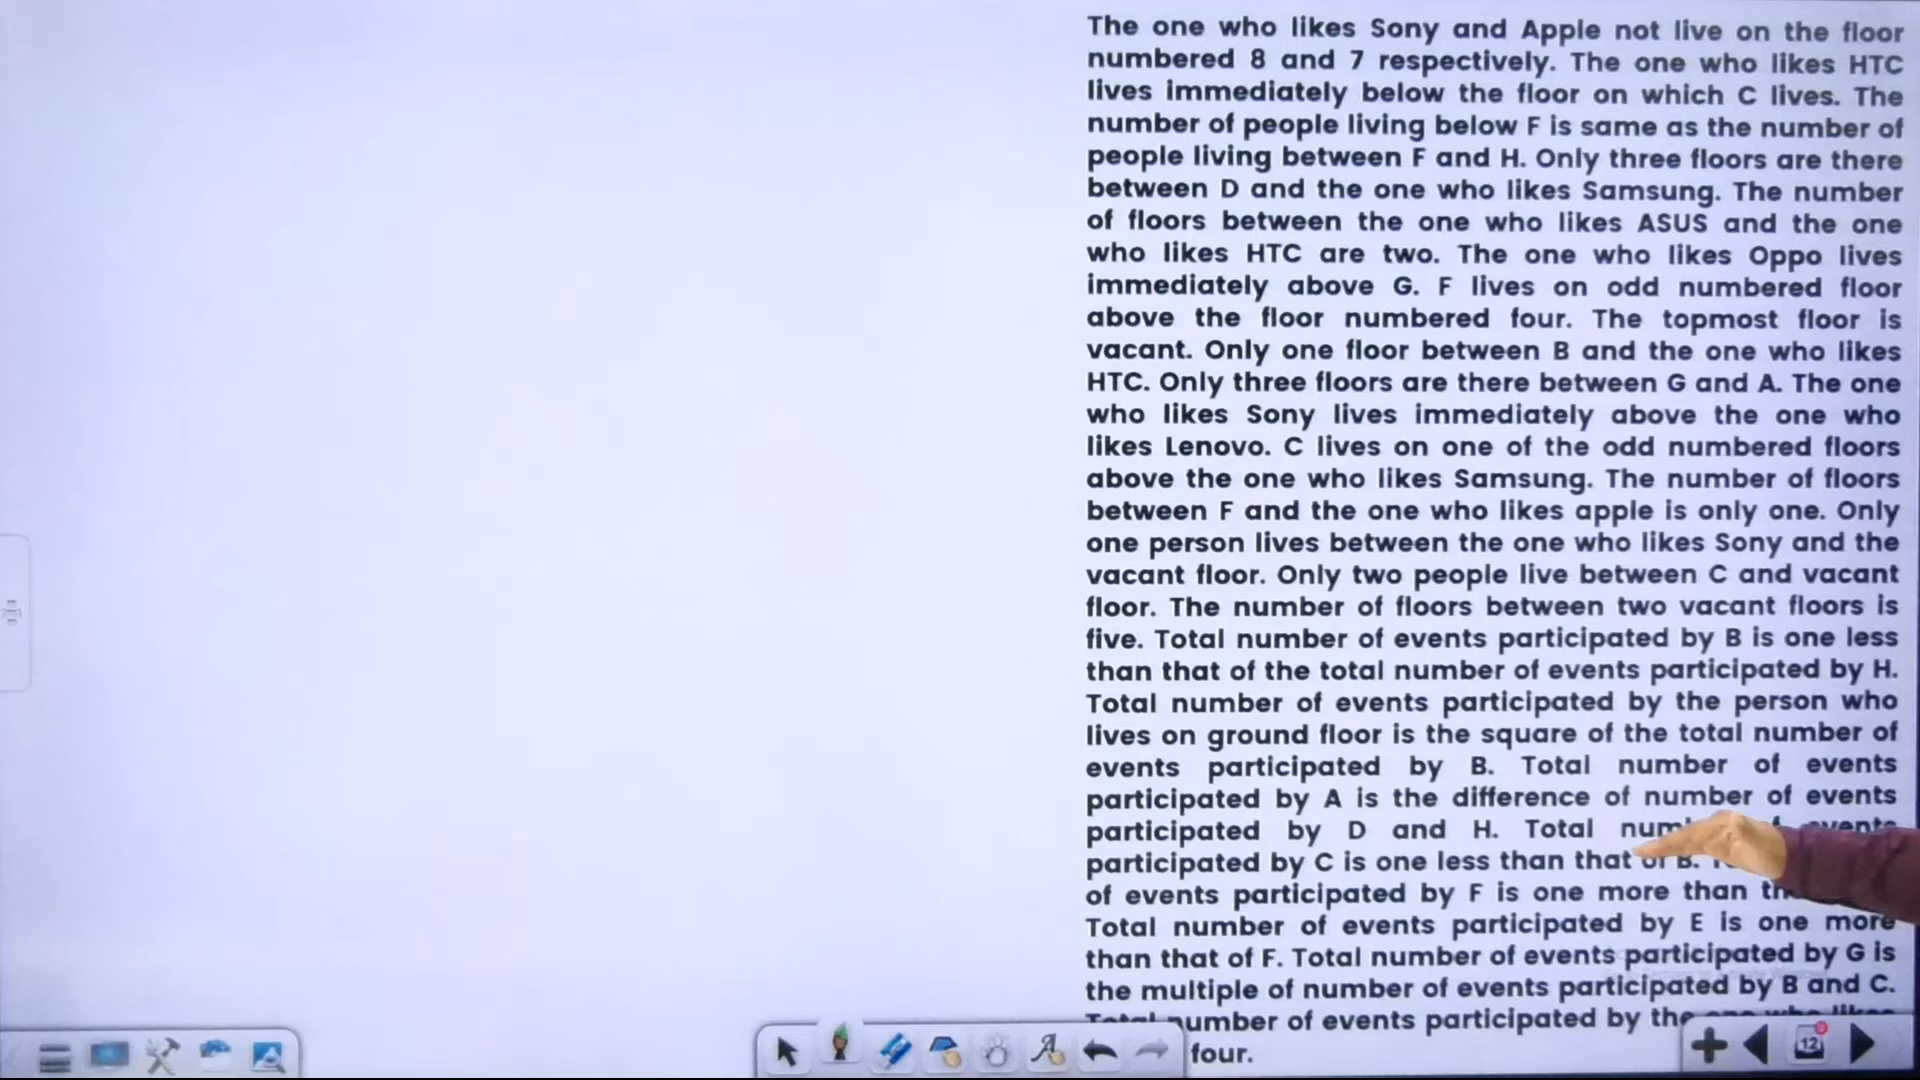 The one who likes Sony and Apple not live on the floor
numbered 8 and 7 respectively. The one who likes HTC
lives immediately below the floor on which C lives. The
number of people living below F is same as the number of
people living between F and H. Only three floors are there
between D and the one who likes Samsung. The number
of floors between the one who likes ASUS and the one
who likes HTC are two. The one who likes Oppo lives
immediately above G. F lives on odd numbered floor
above the floor numbered four. The topmost floor is
vacant. Only one floor between B and the one who likes
HTC. Only three floors are there between G and A. The one
who likes Sony lives immediately above the one who
likes Lenovo. C lives on one of the odd numbered floors
above the one who likes Samsung. The number of floors
between F and the one who likes apple is only one. Only
one person lives between the one who likes Sony and the
vacant floor. Only two people live between C and vacant
floor. The number of floors between two vacant floors is
five. Total number of events participated by B is one less
than that of the total number of events participated by H.
Total number of events participated by the person who
lives on ground floor is the square of the total number of
events participated by B. Total number of events
participated by A is the difference of number of events
participated by D and H. Total events
participated by C is one less than that of B.
of events participated by F is one more than
Total number of events participated by E is one more
than that of F. Total number of events participated by G is
the multiple of number of events participated by B and C.
Total number of events participated by the one who likes
four.
12